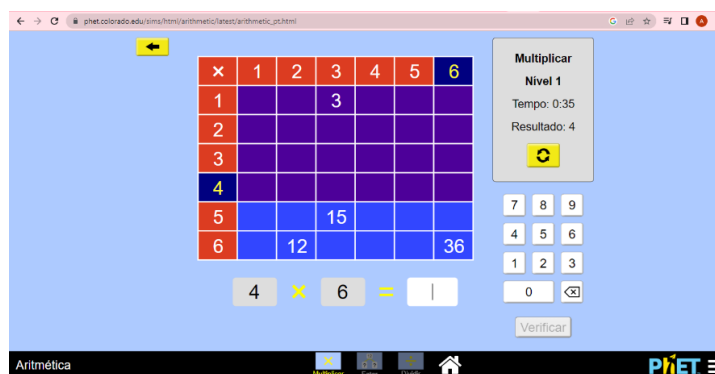 phet.colorado.edu/sims/html/arithmetic/latest/arithmetic_pt.html
× 1 2 3 4 5 6
1 3
2
3
4
5 15
6 12 36
4 × 6 =
Multiplicar
Nível 1
Tempo: 0:35
Resultado: 4
7 8 9
4 5 6
1 2 3
0
Verificar
Aritmética
Multiplicar
Fator
Dividir
PhET